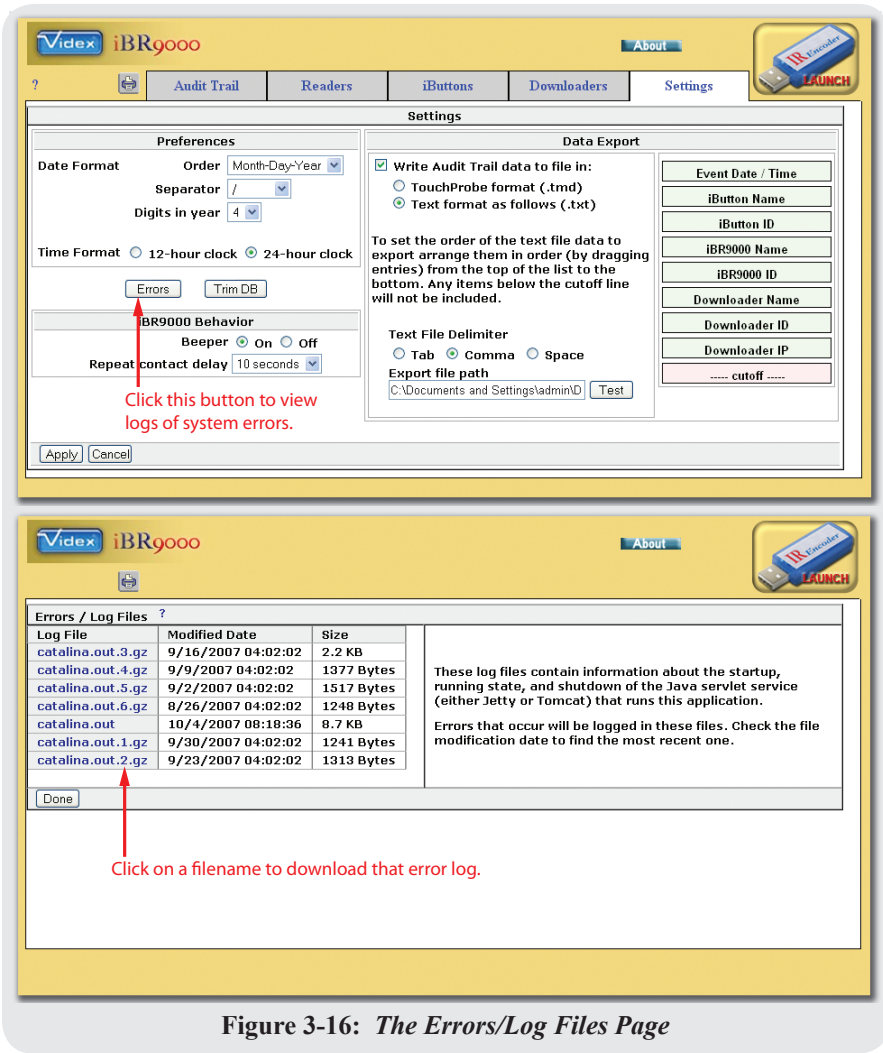 Videx iBR9000
About
IR Encoder
LAUNCH
?
Audit Trail
Readers
iButtons
Downloaders
Settings
Settings
Preferences
Date Format
Order
Month-Day-Year
Separator
/
Digits in year
4
Time Format
12-hour clock
24-hour clock
Errors
Trim DB
iBR9000 Behavior
Beeper
On
Off
Repeat contact delay
10 seconds
Click this button to view
logs of system errors.
Data Export
Write Audit Trail data to file in:
TouchProbe format (.tmd)
Text format as follows (.txt)
To set the order of the text file data to
export arrange them in order (by dragging
entries) from the top of the list to the
bottom. Any items below the cutoff line
will not be included.
Text File Delimiter
Tab
Comma
Space
Export file path
C:\Documents and Settings\admin\D
Test
Event Date / Time
iButton Name
iButton ID
iBR9000 Name
iBR9000 ID
Downloader Name
Downloader ID
Downloader IP
----- cutoff -----
Apply
Cancel
Videx iBR9000
About
IR Encoder
LAUNCH
Errors / Log Files ?
Log File Modified Date Size
catalina.out.3.gz 9/16/2007 04:02:02 2.2 KB
catalina.out.4.gz 9/9/2007 04:02:02 1377 Bytes
catalina.out.5.gz 9/2/2007 04:02:02 1517 Bytes
catalina.out.6.gz 8/26/2007 04:02:02 1248 Bytes
catalina.out 10/4/2007 08:18:36 8.7 KB
catalina.out.1.gz 9/30/2007 04:02:02 1241 Bytes
catalina.out.2.gz 9/23/2007 04:02:02 1313 Bytes
These log files contain information about the startup,
running state, and shutdown of the Java servlet service
(either Jetty or Tomcat) that runs this application.
Errors that occur will be logged in these files. Check the file
modification date to find the most recent one.
Done
Click on a filename to download that error log.
Figure 3-16: The Errors/Log Files Page